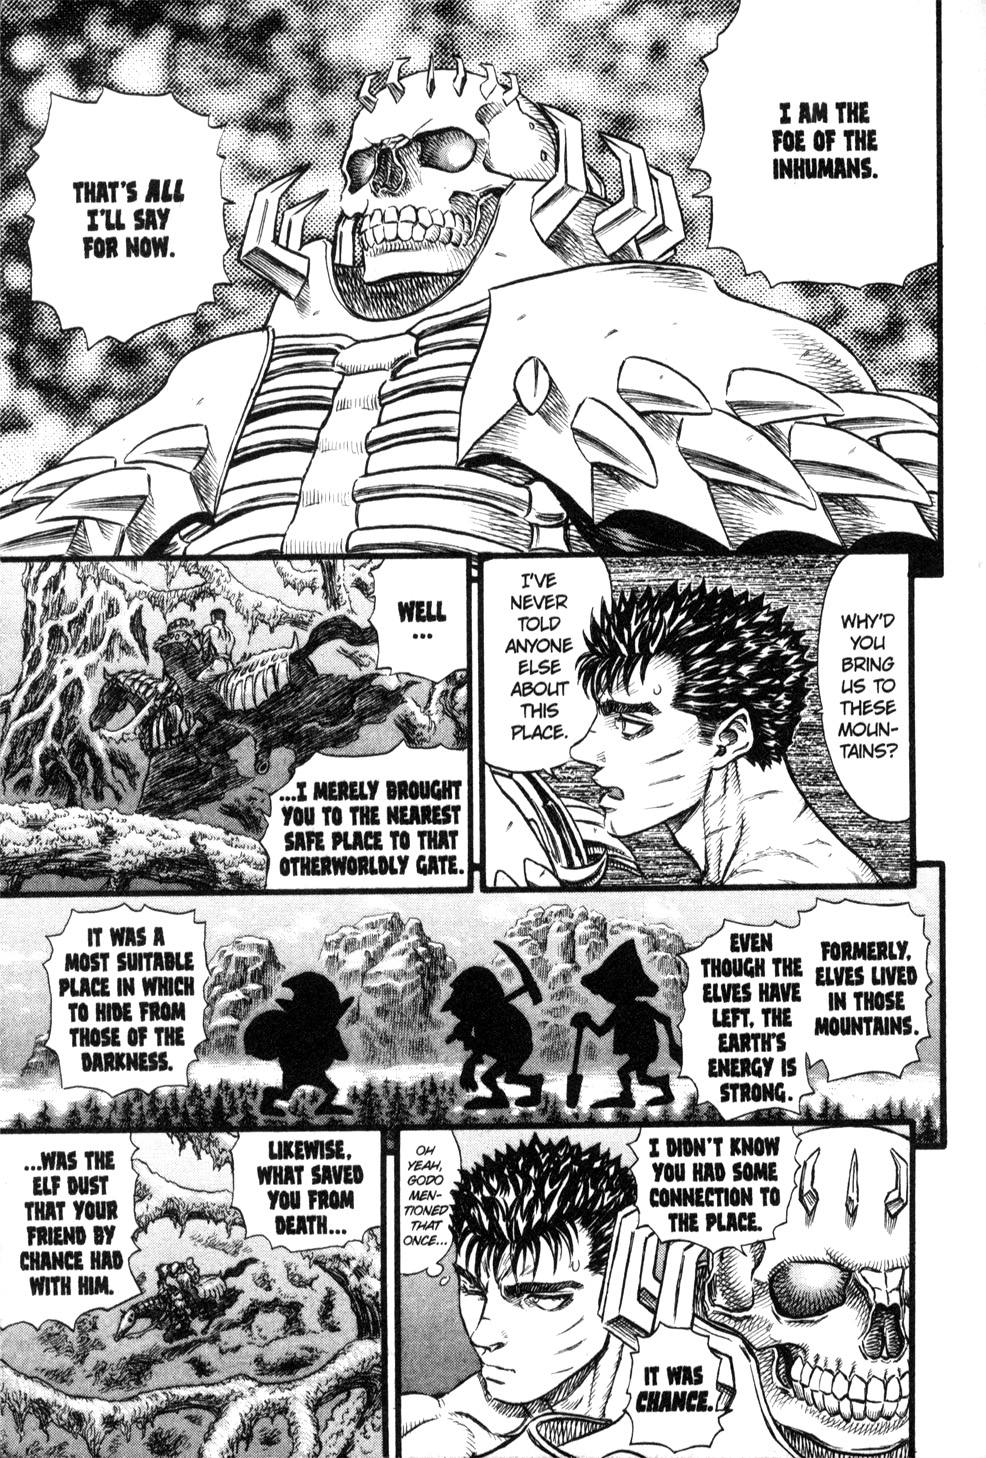 I AM THE
FOE OF THE
INHUMANS.
THAT'S ALL
I'LL SAY
FOR NOW.
WHY'D
YOU
BRING
US TO
THESE
MOUN-
TAINS?
I'VE
NEVER
TOLD
ANYONE
ELSE
ABOUT
THIS
PLACE.
WELL
...
...I MERELY BROUGHT
YOU TO THE NEAREST
SAFE PLACE TO THAT
OTHERWORLDLY GATE.
FORMERLY,
ELVES LIVED
IN THOSE
MOUNTAINS.
EVEN
THOUGH THE
ELVES HAVE
LEFT, THE
EARTH'S
ENERGY IS
STRONG.
IT WAS A
MOST SUITABLE
PLACE IN WHICH
TO HIDE FROM
THOSE OF THE
DARKNESS.
I DIDN'T KNOW
YOU HAD SOME
CONNECTION TO
THE PLACE.
IT WAS
CHANCE.
OH
YEAH,
GODO
MEN-
TIONED
THAT
ONCE...
LIKEWISE,
WHAT SAVED
YOU FROM
DEATH...
...WAS THE
ELF DUST
THAT YOUR
FRIEND BY
CHANCE HAD
WITH HIM.